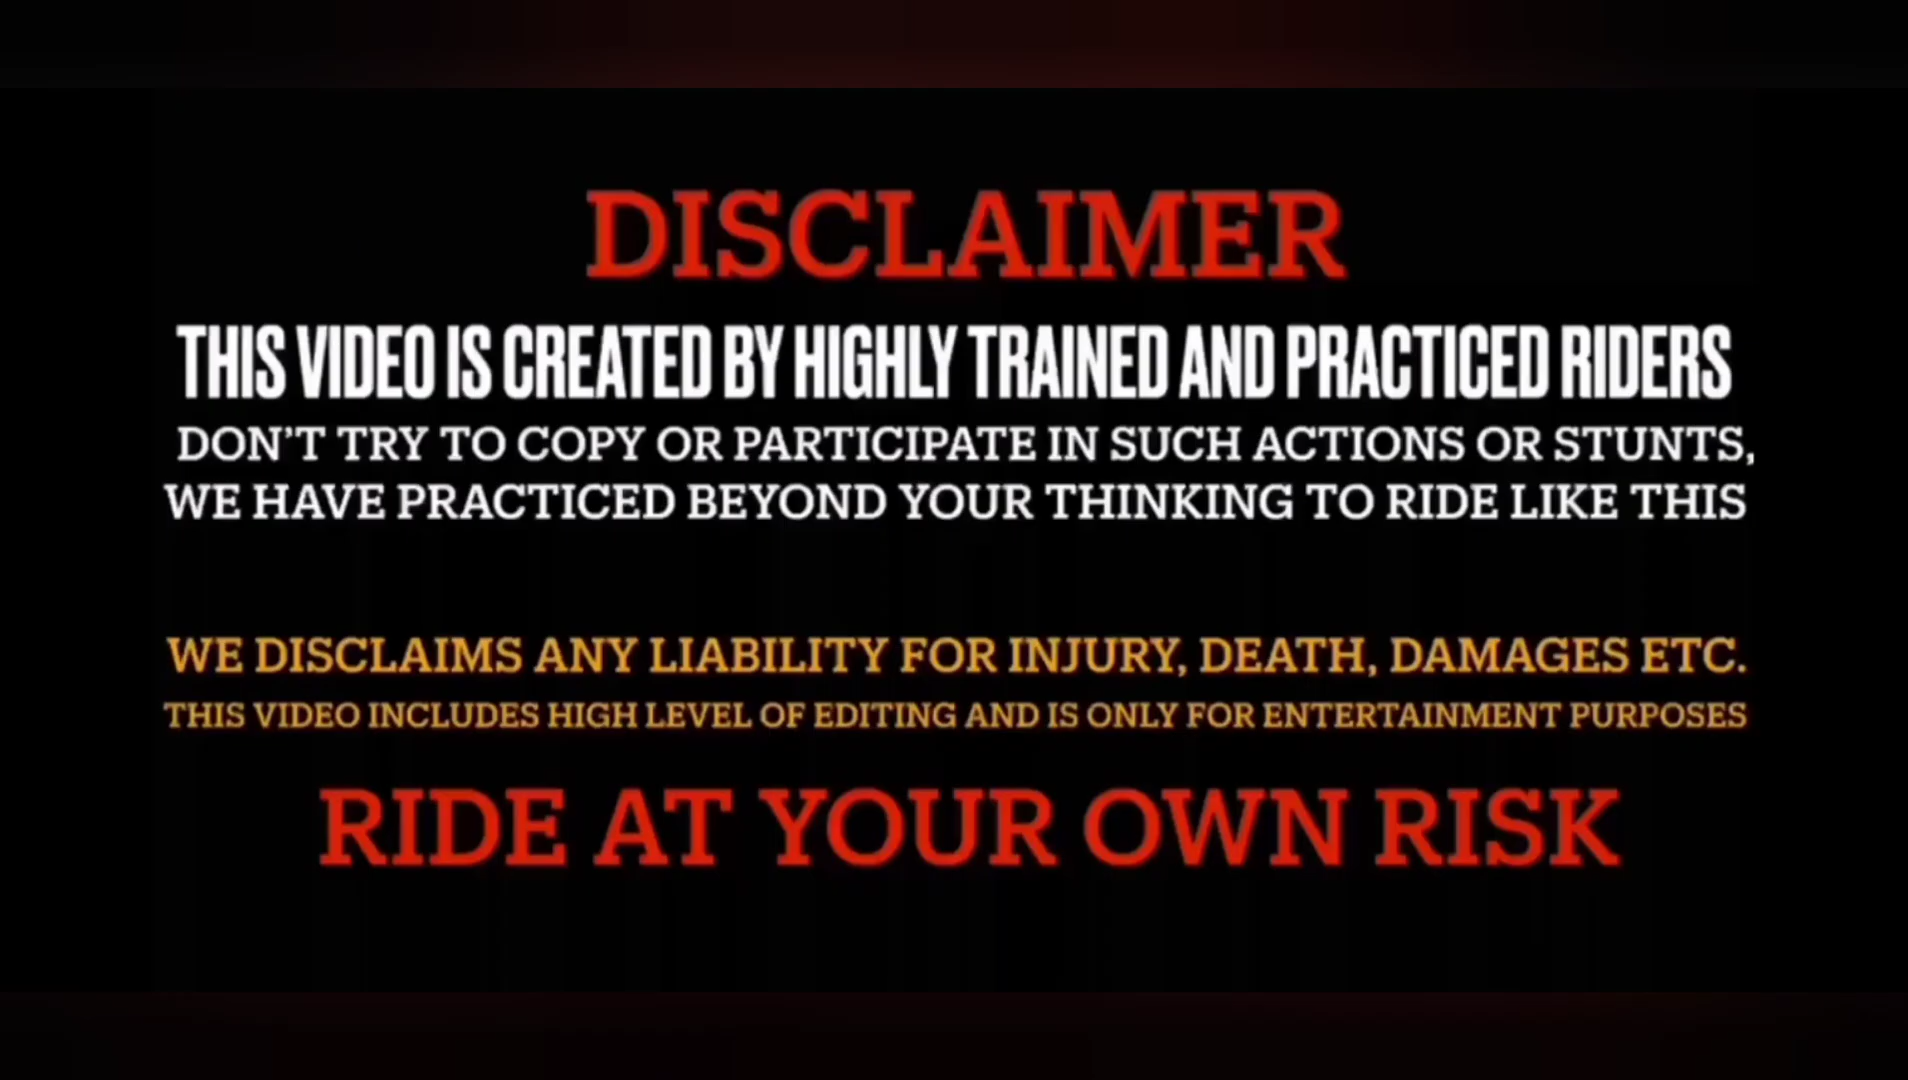 DISCLAIMER
THIS VIDEO IS CREATED BY HIGHLY TRAINED AND PRACTICED RIDERS
DON'T TRY TO COPY OR PARTICIPATE IN SUCH ACTIONS OR STUNTS,
WE HAVE PRACTICED BEYOND YOUR THINKING TO RIDE LIKE THIS
WE DISCLAIMS ANY LIABILITY FOR INJURY, DEATH, DAMAGES ETC.
THIS VIDEO INCLUDES HIGH LEVEL OF EDITING AND IS ONLY FOR ENTERTAINMENT PURPOSES
RIDE AT YOUR OWN RISK